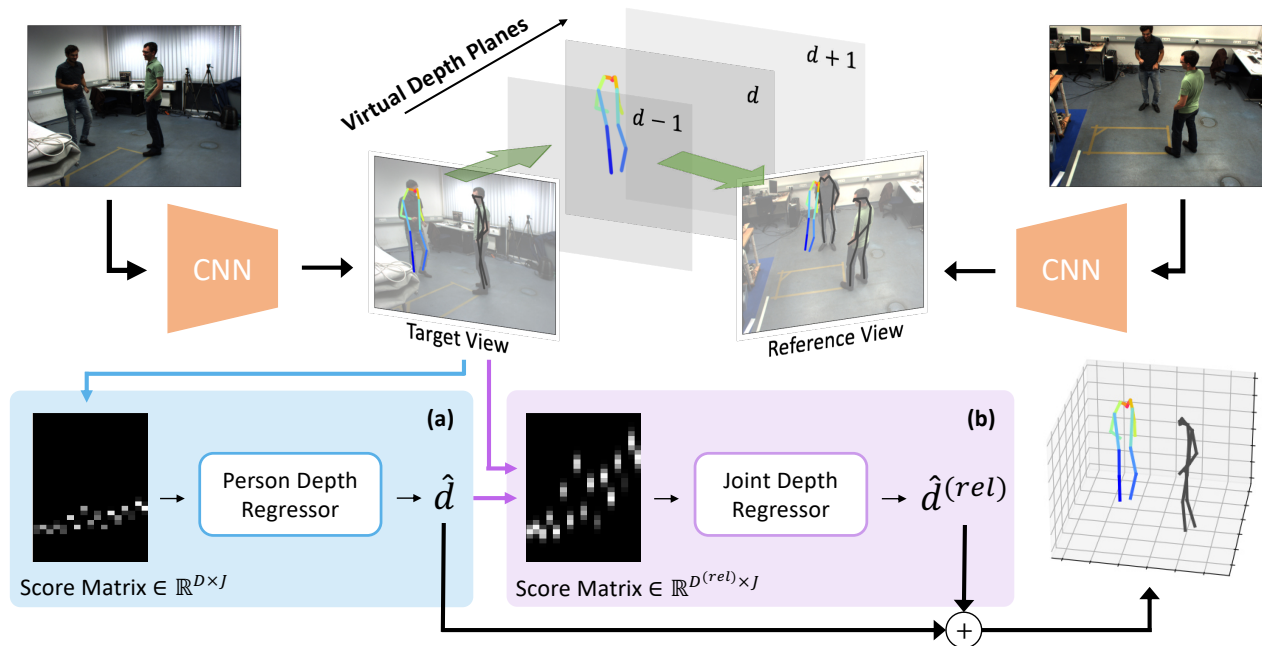 Virtual Depth Planes
d + 1
d
d − 1
CNN
CNN
Target View
Reference View
(a)
(b)
Person Depth
Regressor
d̂
Joint Depth
Regressor
d̂^(rel)
Score Matrix ∈ ℝ^{D×J}
Score Matrix ∈ ℝ^{D^(rel)×J}
+